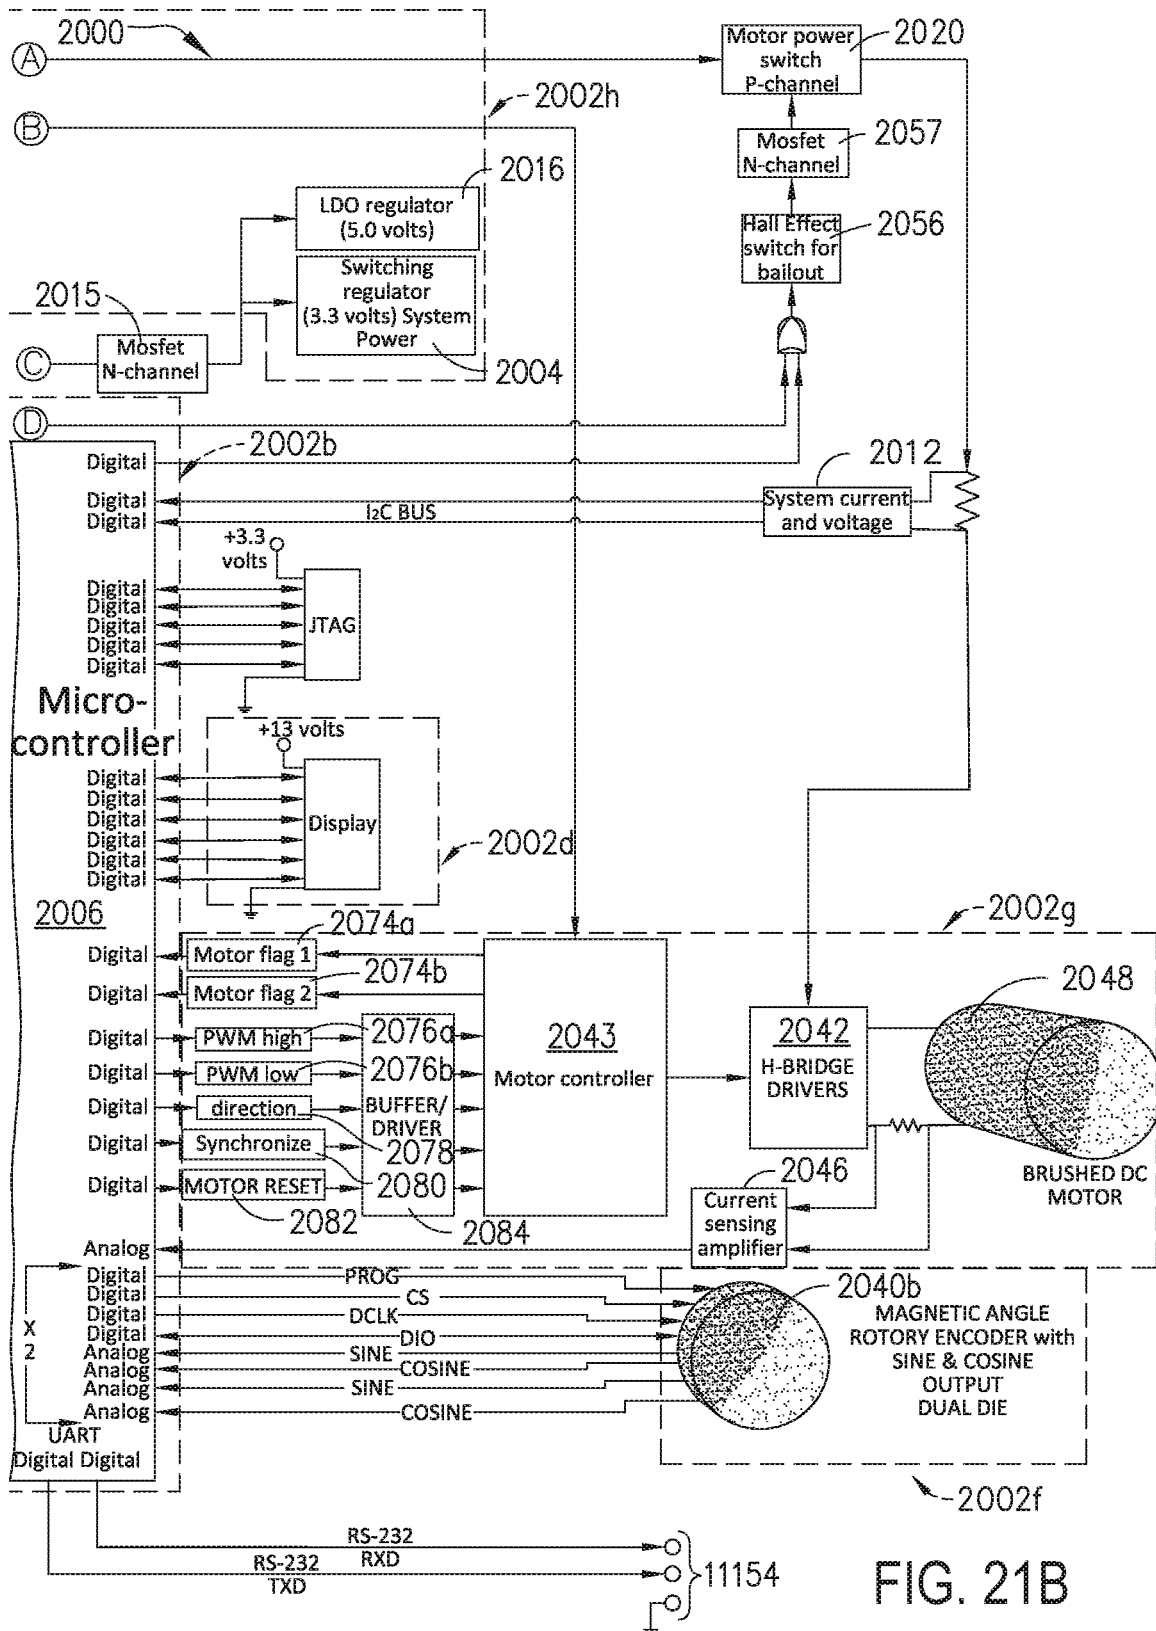 2000
A
Motor power
switch
P-channel
2020
2002h
B
Mosfet
N-channel
2057
2016
LDO regulator
(5.0 volts)
Hall Effect
switch for
bailout
2056
Switching
regulator
(3.3 volts) System
Power
2004
2015
C
Mosfet
N-channel
D
2002b
Digital
2012
Digital
Digital
I2C BUS
System current
and voltage
+3.3
volts
Digital
Digital
Digital
Digital
Digital
JTAG
Micro-
controller
+13 volts
Digital
Digital
Digital
Digital
Digital
Digital
Display
2002d
2006
2002g
2074a
Digital
Motor flag 1
2074b
Digital
Motor flag 2
2048
Digital
PWM high
2076a
Digital
PWM low
2076b
2043
Motor controller
2042
H-BRIDGE
DRIVERS
Digital
direction
BUFFER/
DRIVER
2078
Digital
Synchronize
2080
Digital
MOTOR RESET
2082
2084
2046
BRUSHED DC
MOTOR
Current
sensing
amplifier
Analog
Digital
PROG
Digital
CS
Digital
DCLK
Digital
DIO
Analog
SINE
Analog
COSINE
Analog
SINE
Analog
COSINE
X
2
2040b
MAGNETIC ANGLE
ROTORY ENCODER with
SINE & COSINE
OUTPUT
DUAL DIE
UART
Digital Digital
2002f
RS-232
RXD
RS-232
TXD
11154
FIG. 21B